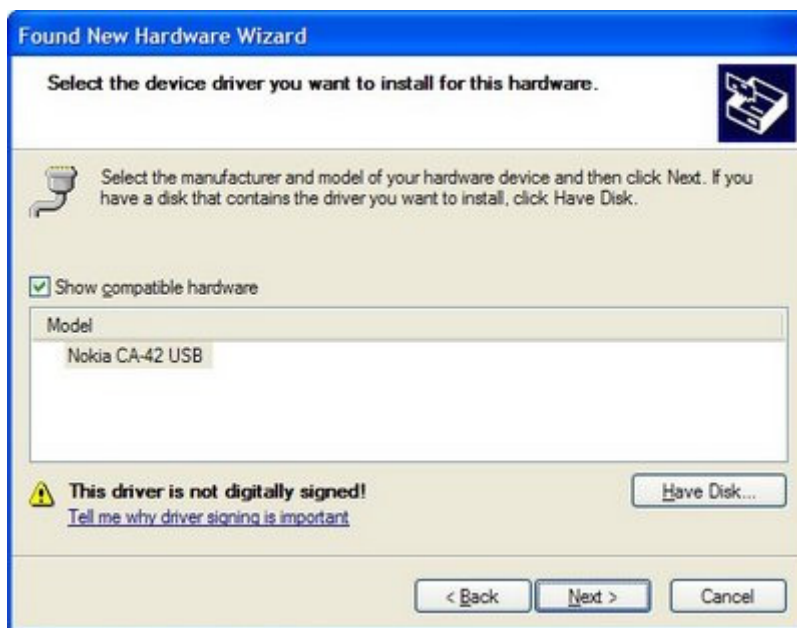 Found New Hardware Wizard
Select the device driver you want to install for this hardware.
Select the manufacturer and model of your hardware device and then click Next. If you
have a disk that contains the driver you want to install, click Have Disk.
Show compatible hardware
Model
Nokia CA-42 USB
This driver is not digitally signed!
Have Disk...
Tell me why driver signing is important
< Back
Next >
Cancel